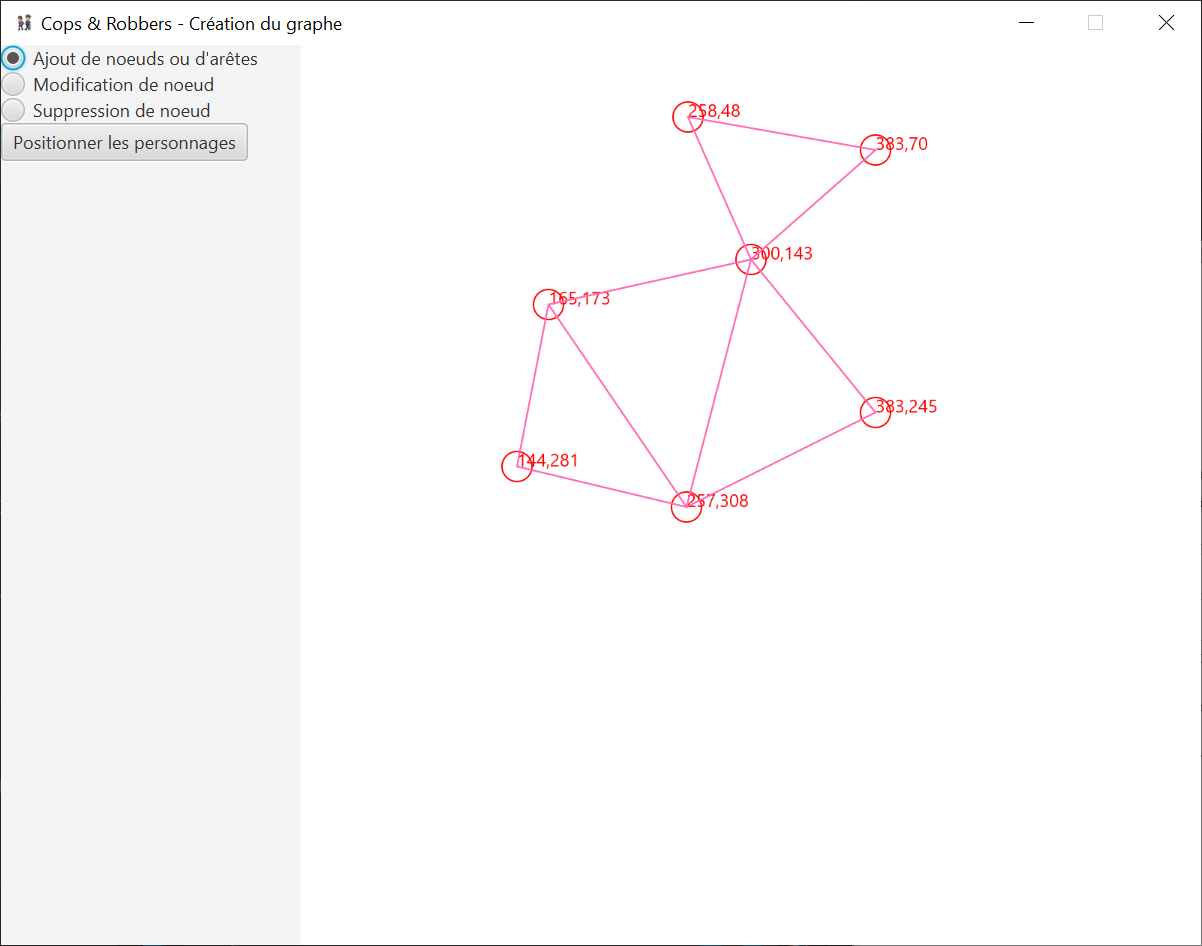 Cops & Robbers - Création du graphe
Ajout de noeuds ou d'arêtes
Modification de noeud
Suppression de noeud
Positionner les personnages
258,48
383,70
300,143
165,173
383,245
144,281
257,308